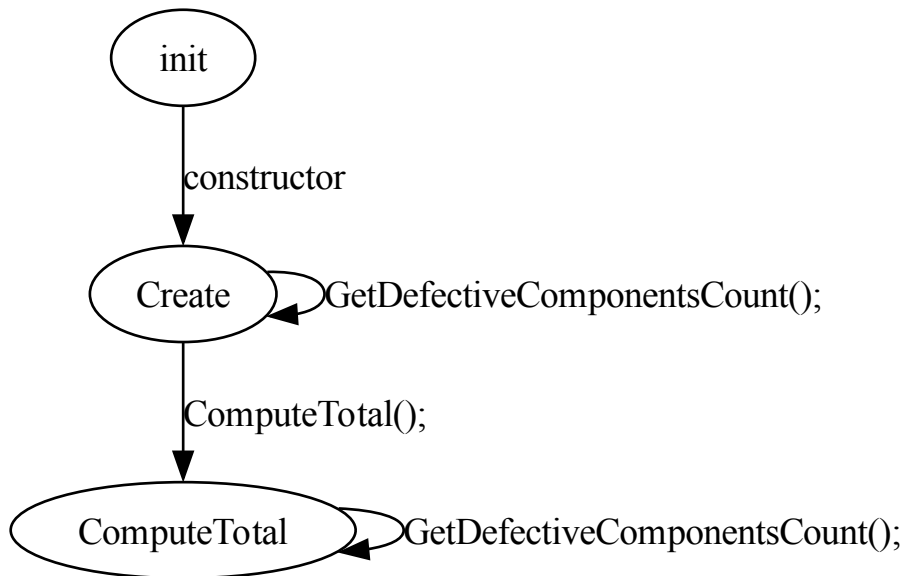 init
constructor
Create
GetDefectiveComponentsCount();
ComputeTotal();
ComputeTotal
GetDefectiveComponentsCount();